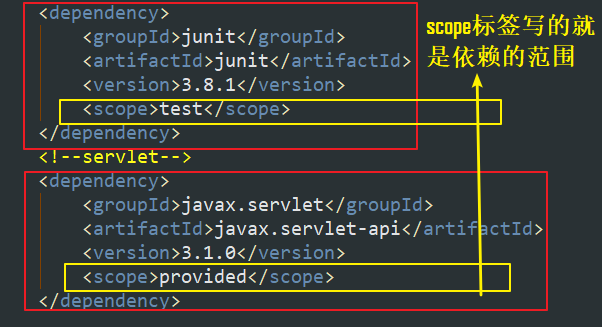 <dependency>
<groupId>junit</groupId>
<artifactId>junit</artifactId>
<version>3.8.1</version>
<scope>test</scope>
</dependency>
<!--servlet-->
<dependency>
<groupId>javax.servlet</groupId>
<artifactId>javax.servlet-api</artifactId>
<version>3.1.0</version>
<scope>provided</scope>
</dependency>
scope标签写的就
是依赖的范围